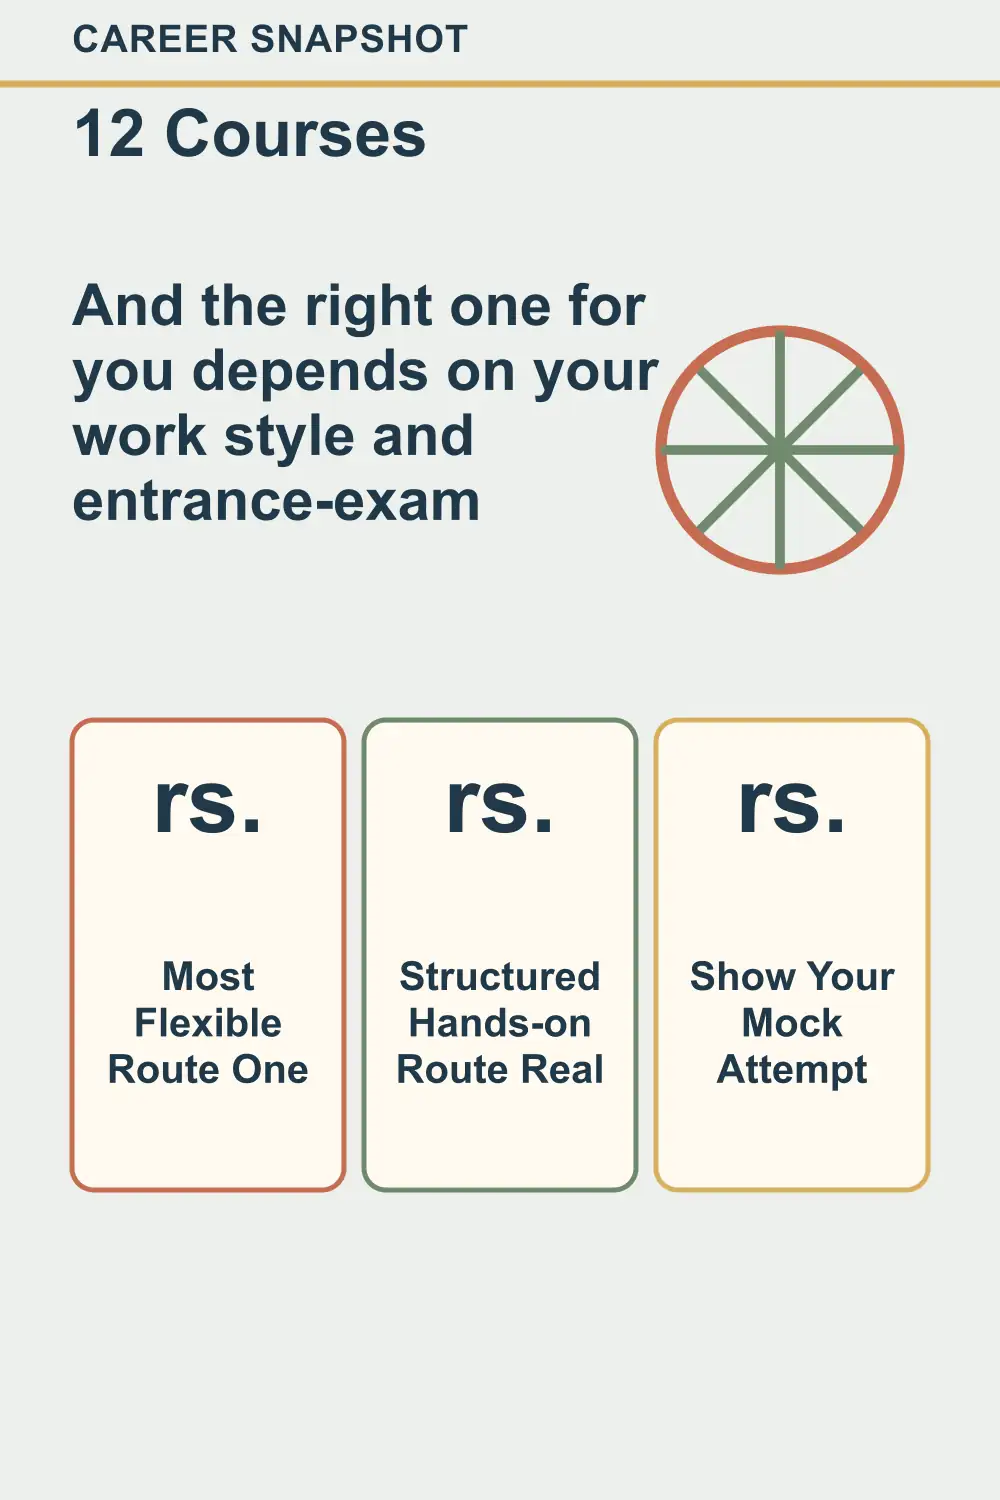 CAREER SNAPSHOT
12 Courses
And the right one for
you depends on your
work style and
entrance-exam
rs.
Most
Flexible
Route One
rs.
Structured
Hands-on
Route Real
rs.
Show Your
Mock
Attempt